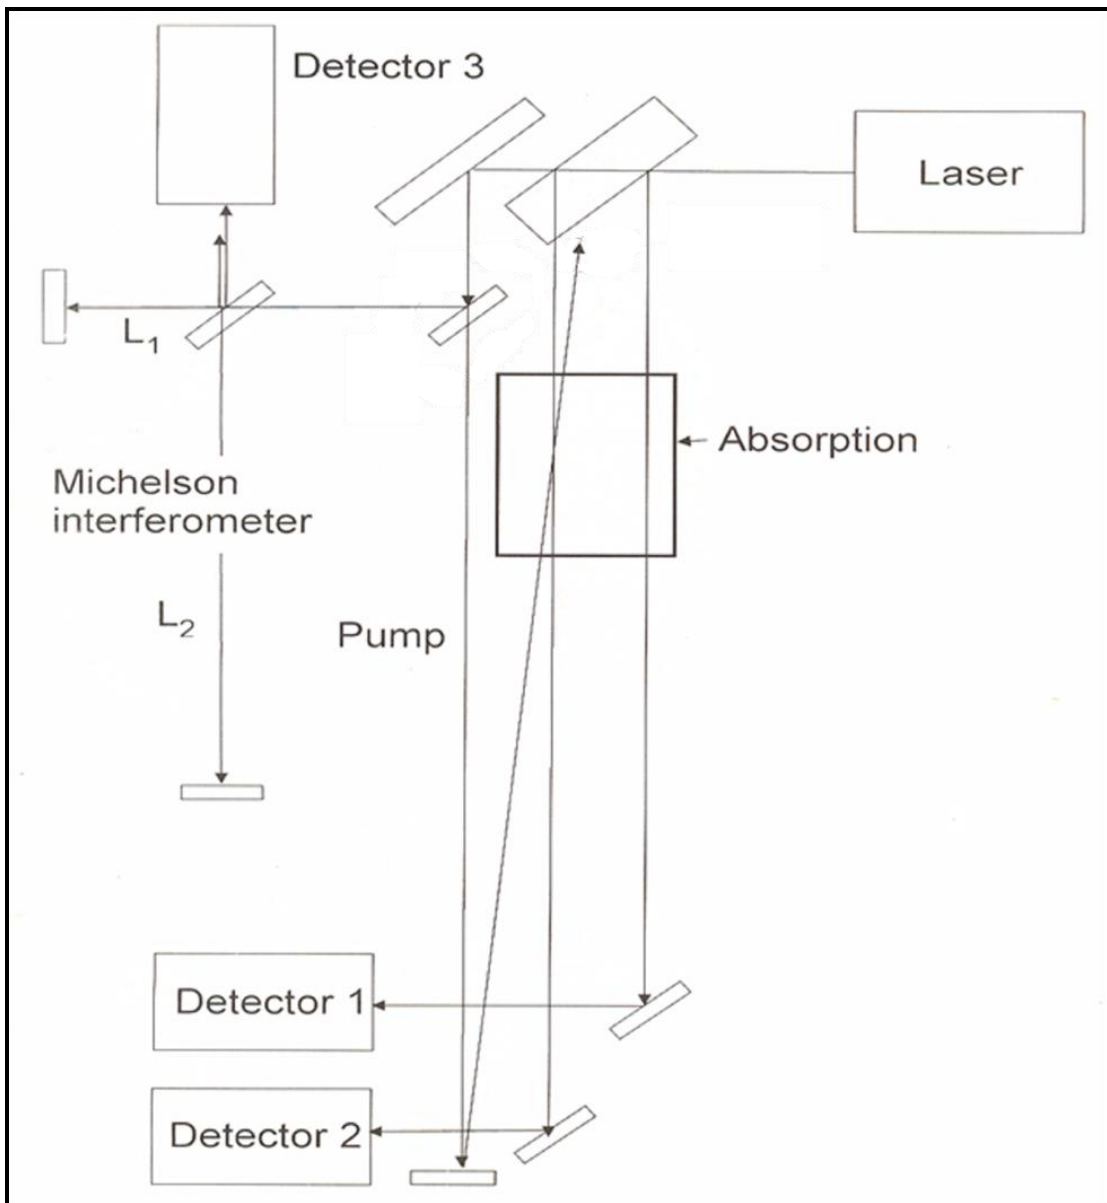 Detector 3
Laser
L₁
Absorption
Michelson
interferometer
L₂
Pump
Detector 1
Detector 2